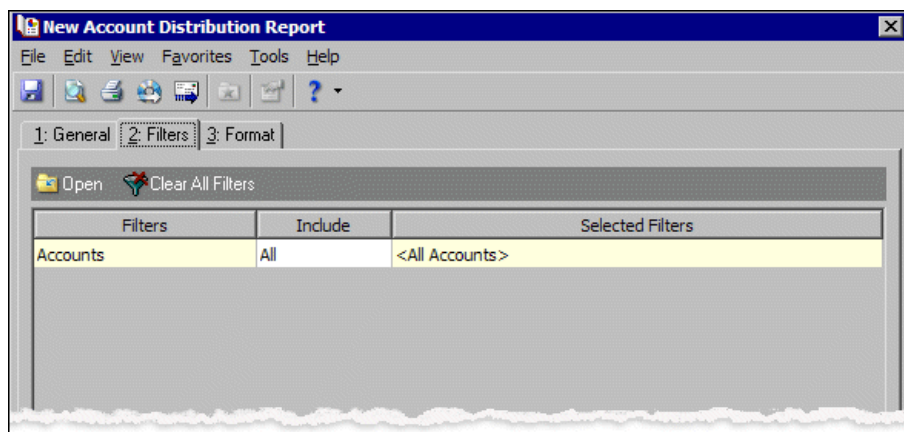 New Account Distribution Report
File Edit View Favorites Tools Help
?
1: General 2: Filters 3: Format
Open Clear All Filters
Filters Include Selected Filters
Accounts All <All Accounts>